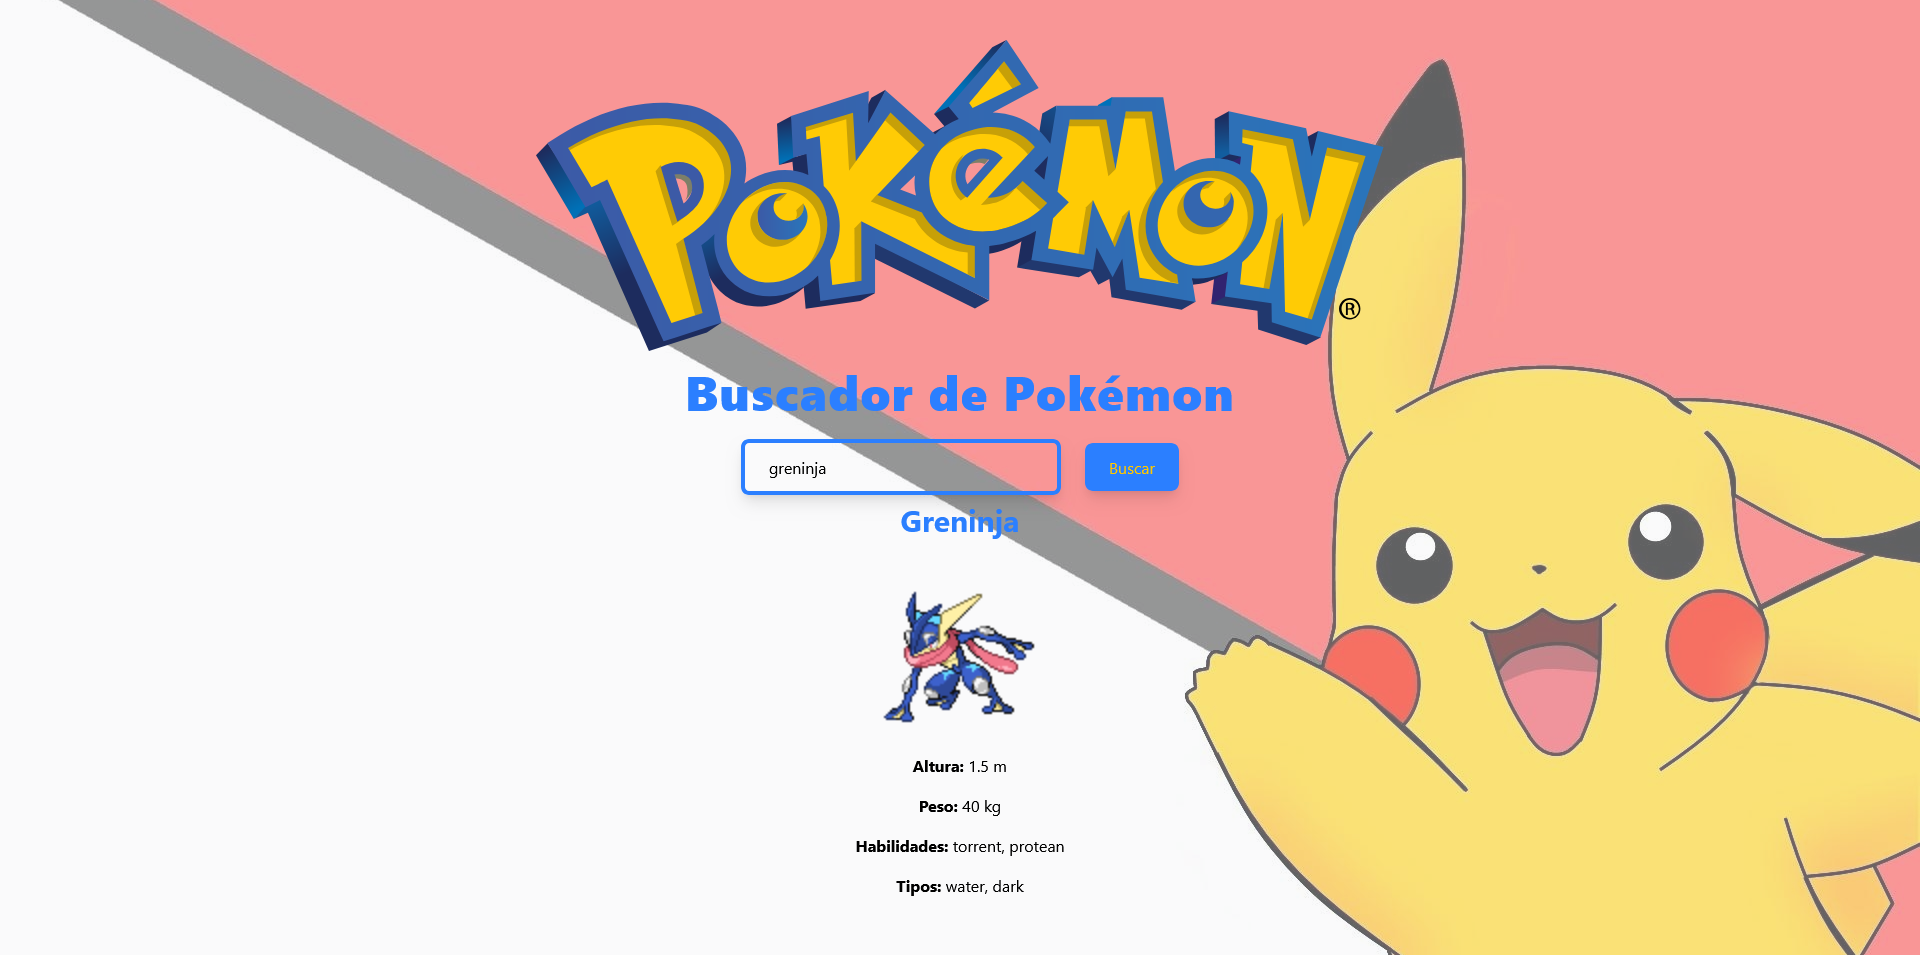 POKéMON
®
Buscador de Pokémon
greninja
Buscar
Greninja
Altura: 1.5 m
Peso: 40 kg
Habilidades: torrent, protean
Tipos: water, dark